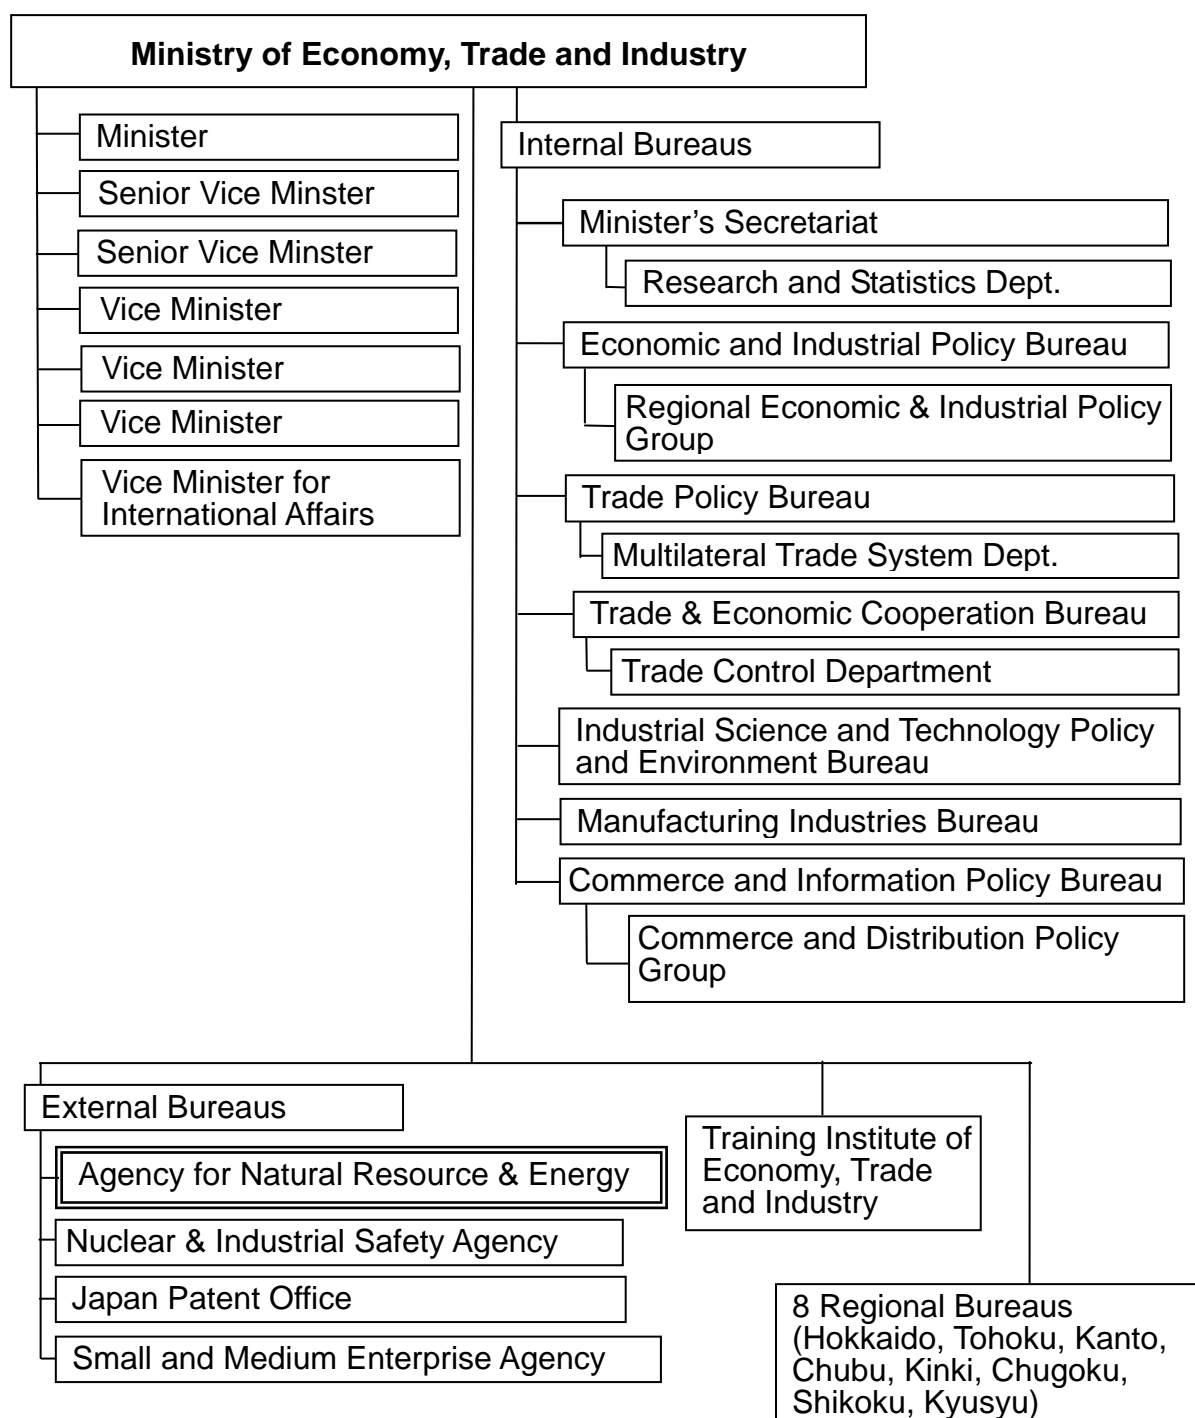 Ministry of Economy, Trade and Industry
Minister
Senior Vice Minster
Senior Vice Minster
Vice Minister
Vice Minister
Vice Minister
Vice Minister for
International Affairs
Internal Bureaus
Minister’s Secretariat
Research and Statistics Dept.
Economic and Industrial Policy Bureau
Regional Economic & Industrial Policy
Group
Trade Policy Bureau
Multilateral Trade System Dept.
Trade & Economic Cooperation Bureau
Trade Control Department
Industrial Science and Technology Policy
and Environment Bureau
Manufacturing Industries Bureau
Commerce and Information Policy Bureau
Commerce and Distribution Policy
Group
External Bureaus
Agency for Natural Resource & Energy
Nuclear & Industrial Safety Agency
Japan Patent Office
Small and Medium Enterprise Agency
Training Institute of
Economy, Trade
and Industry
8 Regional Bureaus
(Hokkaido, Tohoku, Kanto,
Chubu, Kinki, Chugoku,
Shikoku, Kyusyu)